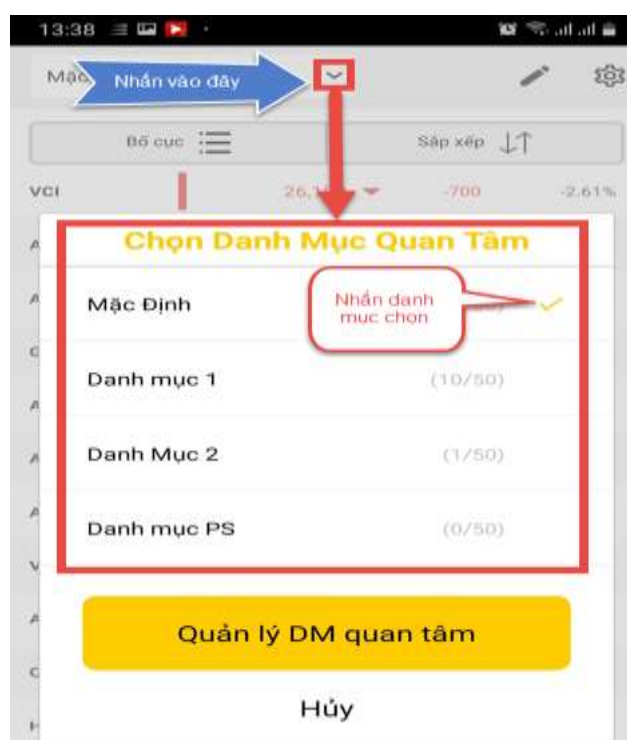 13:38
Nhấn vào đây
Bố cục Sắp xếp
VCI -700 -2.61%
Chọn Danh Mục Quan Tâm
Mặc Định
Nhấn danh
mục chọn
Danh mục 1 (10/50)
Danh Mục 2 (1/50)
Danh mục PS (0/50)
Quản lý DM quan tâm
Hủy